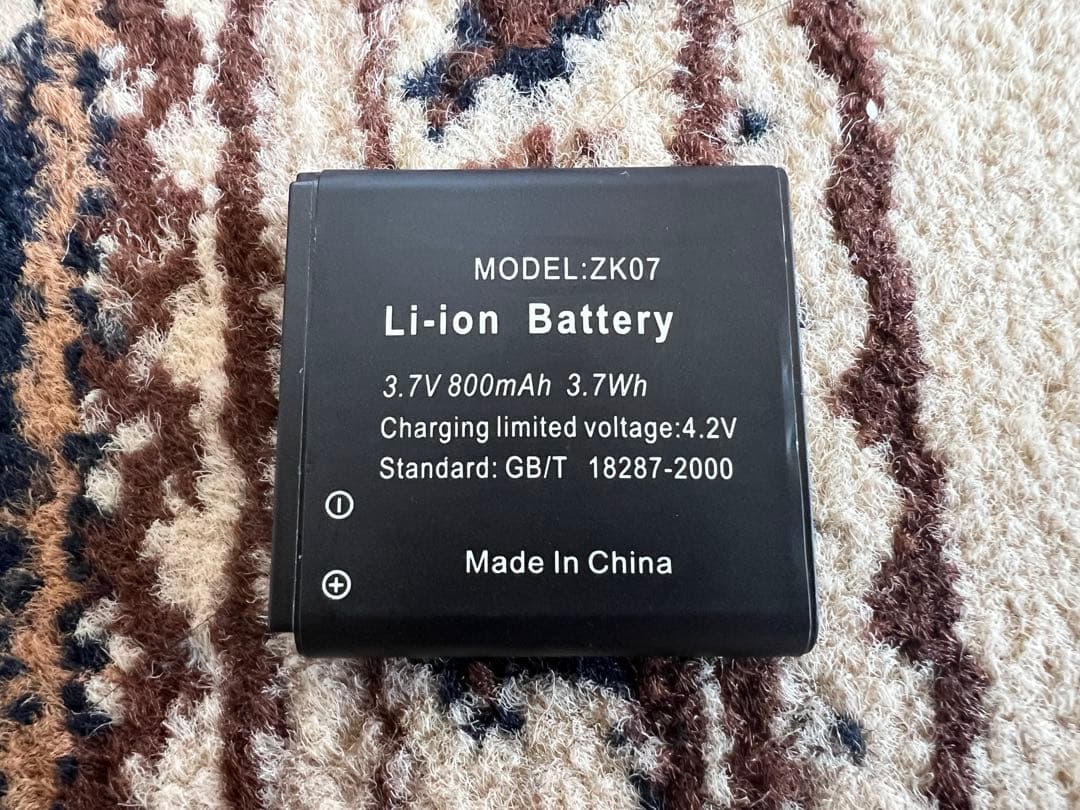 MODEL:ZK07
Li-ion Battery
3.7V 800mAh 3.7Wh
Charging limited voltage:4.2V
Standard: GB/T 18287-2000
Made In China